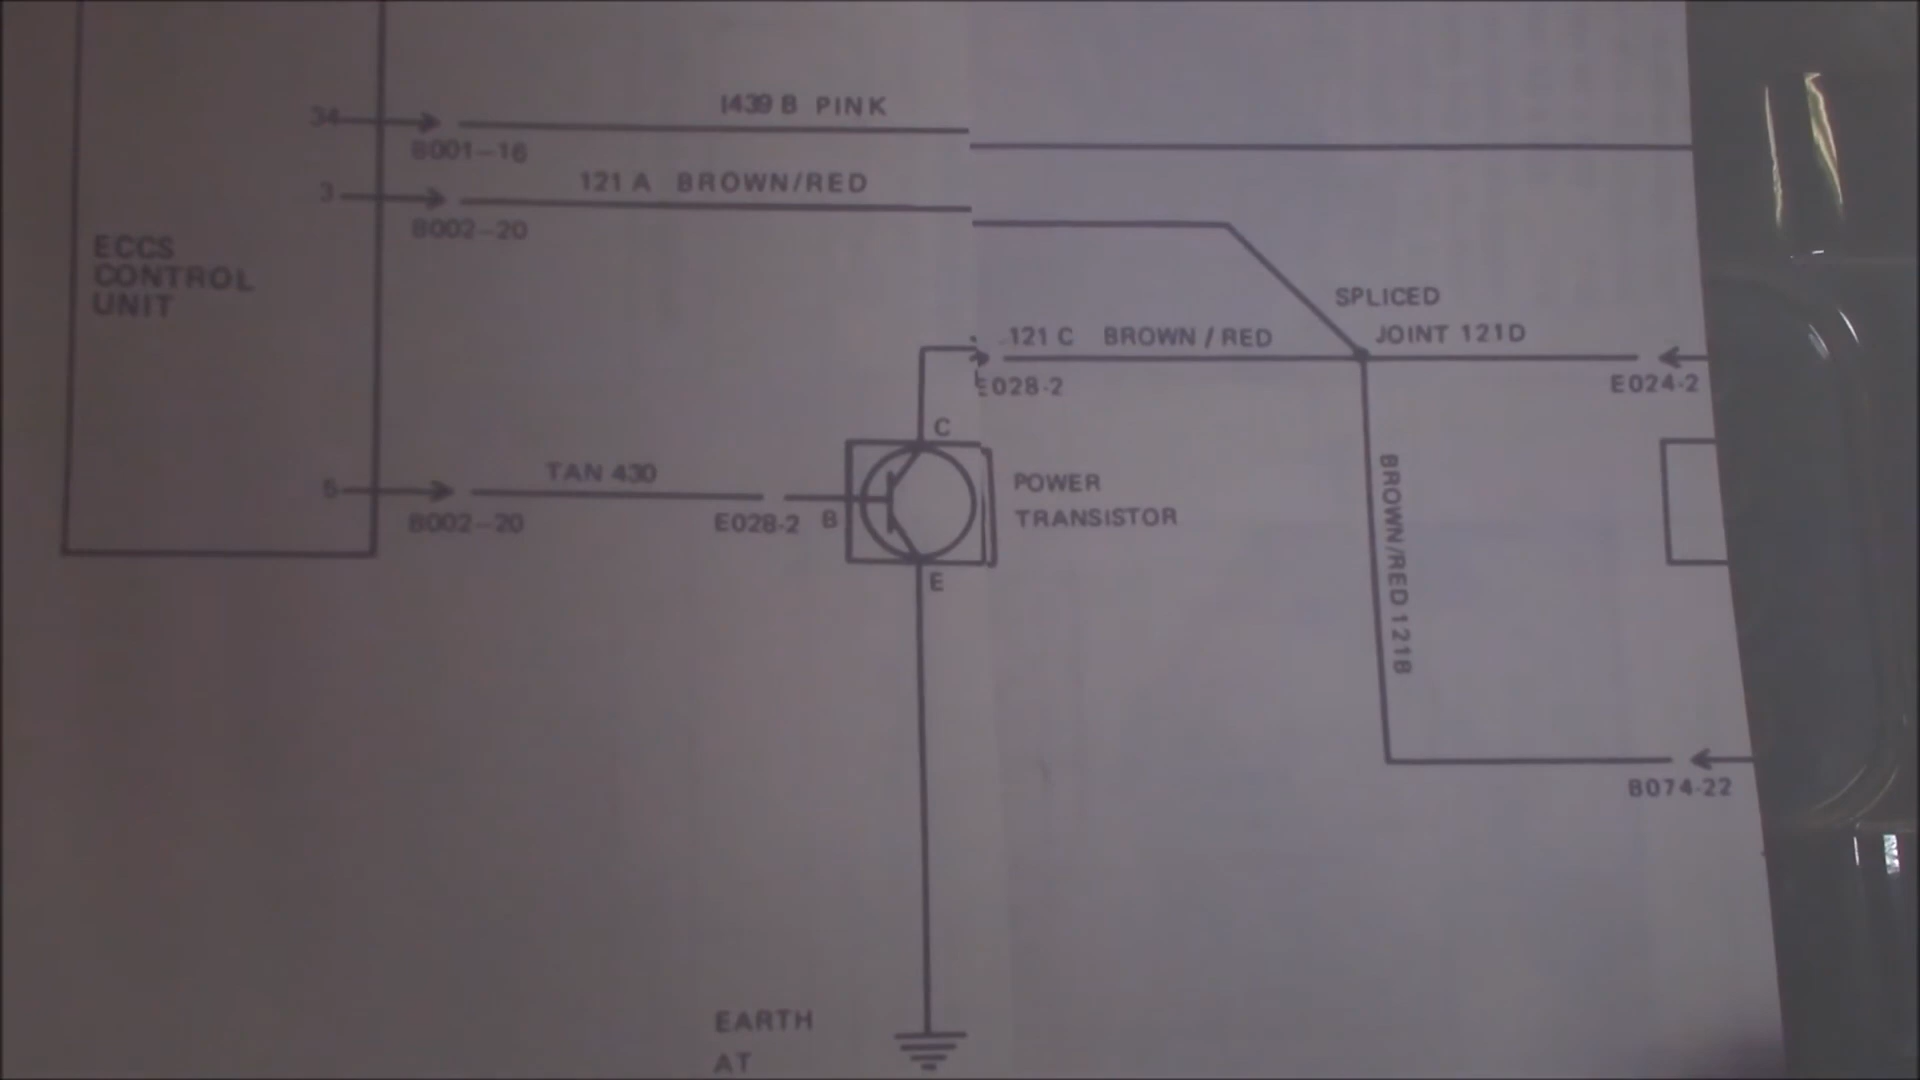 34
1439 B PINK
B001-16
3
121 A BROWN/RED
B002-20
ECCS
CONTROL
UNIT
SPLICED
JOINT 121D
121 C BROWN / RED
E028-2
E024-2
C
5
TAN 430
B002-20
E028-2
B
POWER
TRANSISTOR
E
BROWN/RED 121B
B074-22
EARTH
AT